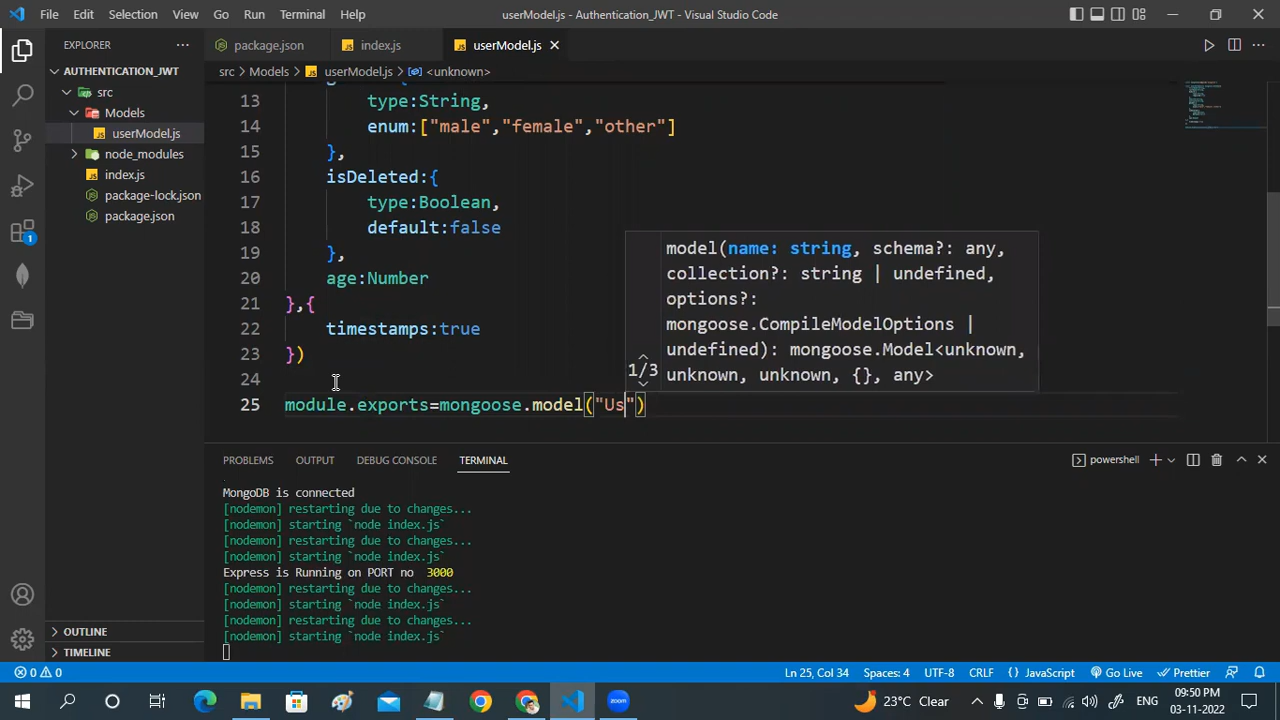 File Edit Selection View Go Run Terminal Help
userModel.js - Authentication_JWT - Visual Studio Code
EXPLORER
package.json
index.js
userModel.js
AUTHENTICATION_JWT
src
Models
userModel.js
node_modules
index.js
package-lock.json
package.json
OUTLINE
TIMELINE
src > Models > userModel.js > <unknown>
13 type:String,
14 enum:["male","female","other"]
15 },
16 isDeleted:{
17 type:Boolean,
18 default:false
19 },
20 age:Number
21 },{
22 timestamps:true
23 })
24
25 module.exports=mongoose.model("Us")
model(name: string, schema?: any,
collection?: string | undefined,
options?:
mongoose.CompileModelOptions |
undefined): mongoose.Model<unknown,
unknown, unknown, {}, any>
1/3
PROBLEMS OUTPUT DEBUG CONSOLE TERMINAL
powershell
MongoDB is connected
[nodemon] restarting due to changes...
[nodemon] starting `node index.js`
[nodemon] restarting due to changes...
[nodemon] starting `node index.js`
Express is Running on PORT no 3000
[nodemon] restarting due to changes...
[nodemon] starting `node index.js`
[nodemon] restarting due to changes...
[nodemon] starting `node index.js`
0 0
Ln 25, Col 34 Spaces: 4 UTF-8 CRLF {} JavaScript Go Live Prettier
23°C Clear
ENG
09:50 PM
03-11-2022
1